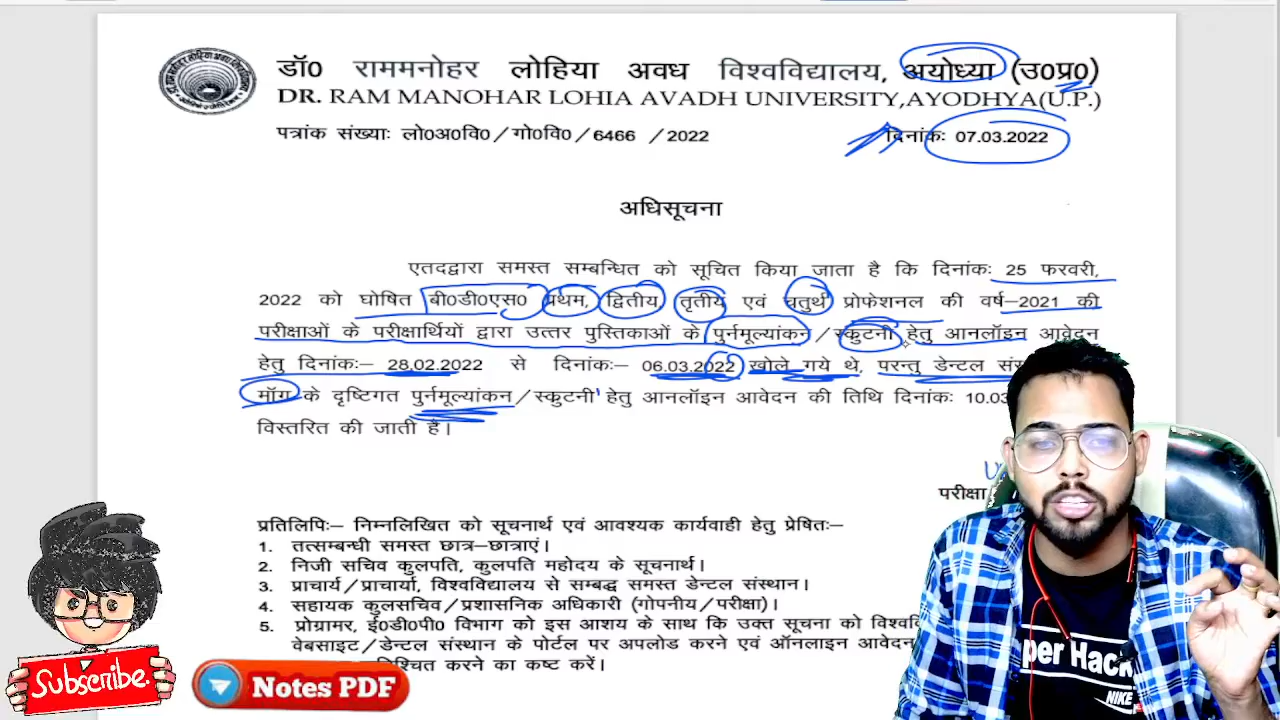 डॉ0 राममनोहर लोहिया अवध विश्वविद्यालय, अयोध्या (उ0प्र0)
DR. RAM MANOHAR LOHIA AVADH UNIVERSITY,AYODHYA(U.P.)
पत्रांक संख्याः लो0अ0वि0/गो0वि0/6466 /2022 दिनांकः 07.03.2022
अधिसूचना
एतदद्वारा समस्त सम्बन्धित को सूचित किया जाता है कि दिनांकः 25 फरवरी,
2022 को घोषित बी0डी0एस0 प्रथम, द्वितीय, तृतीय एवं चतुर्थ प्रोफेशनल की वर्ष–2021 की
परीक्षाओं के परीक्षार्थियों द्वारा उत्तर पुस्तिकाओं के पुर्नमूल्यांकन/स्कुटनी हेतु आनलॉइन आवेदन
हेतु दिनांकः– 28.02.2022 से दिनांकः– 06.03.2022 खोले गये थे, परन्तु डेन्टल
मॉग के दृष्टिगत पुर्नमूल्यांकन/स्कुटनी हेतु आनलॉइन आवेदन की तिथि दिनांकः
विस्तरित की जाती है।
परीक्षा
प्रतिलिपिः– निम्नलिखित को सूचनार्थ एवं आवश्यक कार्यवाही हेतु प्रेषितः–
1. तत्सम्बन्धी समस्त छात्र–छात्राएं।
2. निजी सचिव कुलपति, कुलपति महोदय के सूचनार्थ।
3. प्राचार्य/प्राचार्या, विश्वविद्यालय से सम्बद्ध समस्त डेन्टल संस्थान।
4. सहायक कुलसचिव/प्रशासनिक अधिकारी (गोपनीय/परीक्षा)।
5. प्रोग्रामर, ई0डी0पी0 विभाग को इस आशय के साथ कि उक्त सूचना को
वेबसाइट/डेन्टल संस्थान के पोर्टल पर अपलोड करने एवं ऑनलाइन आवेदन
करने का कष्ट करें।
Subscribe.
Notes PDF
NIKE